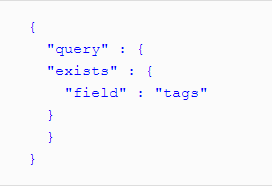 {
  "query" : {
  "exists" : {
    "field" : "tags"
  }
  }
}